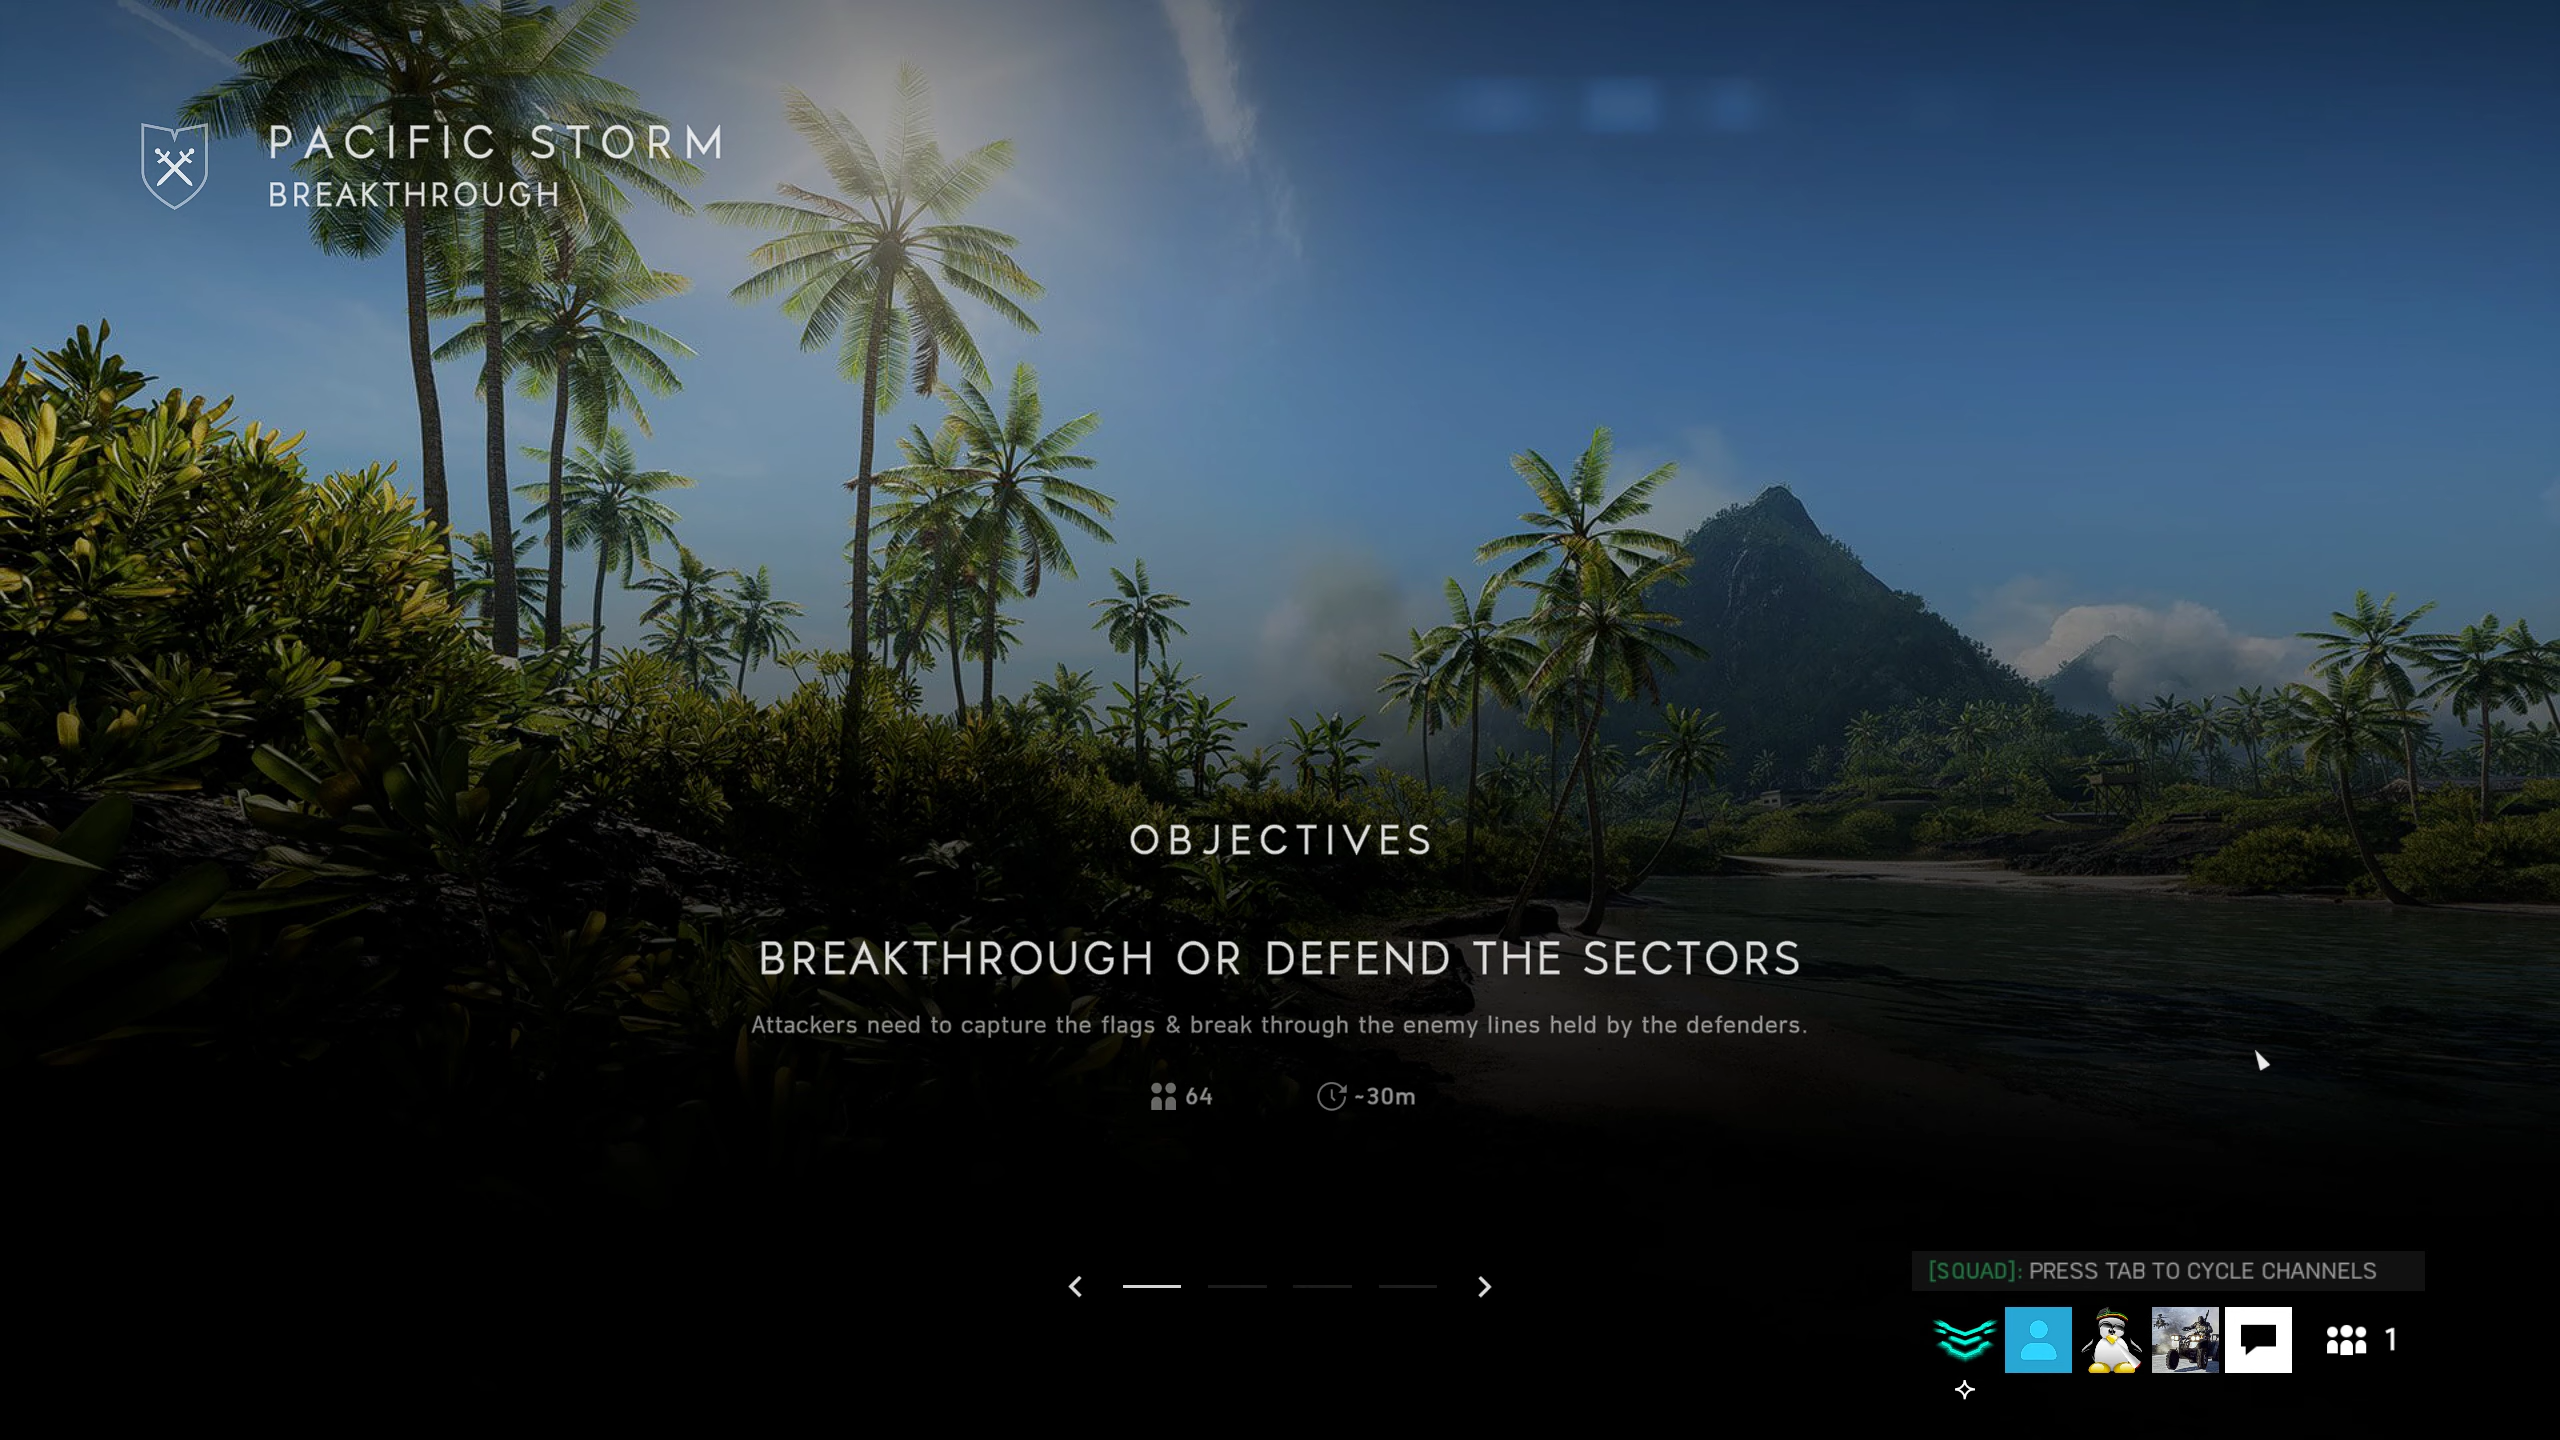 PACIFIC STORM
BREAKTHROUGH
OBJECTIVES
BREAKTHROUGH OR DEFEND THE SECTORS
Attackers need to capture the flags & break through the enemy lines held by the defenders.
64 ~30m
[SQUAD]: PRESS TAB TO CYCLE CHANNELS
1